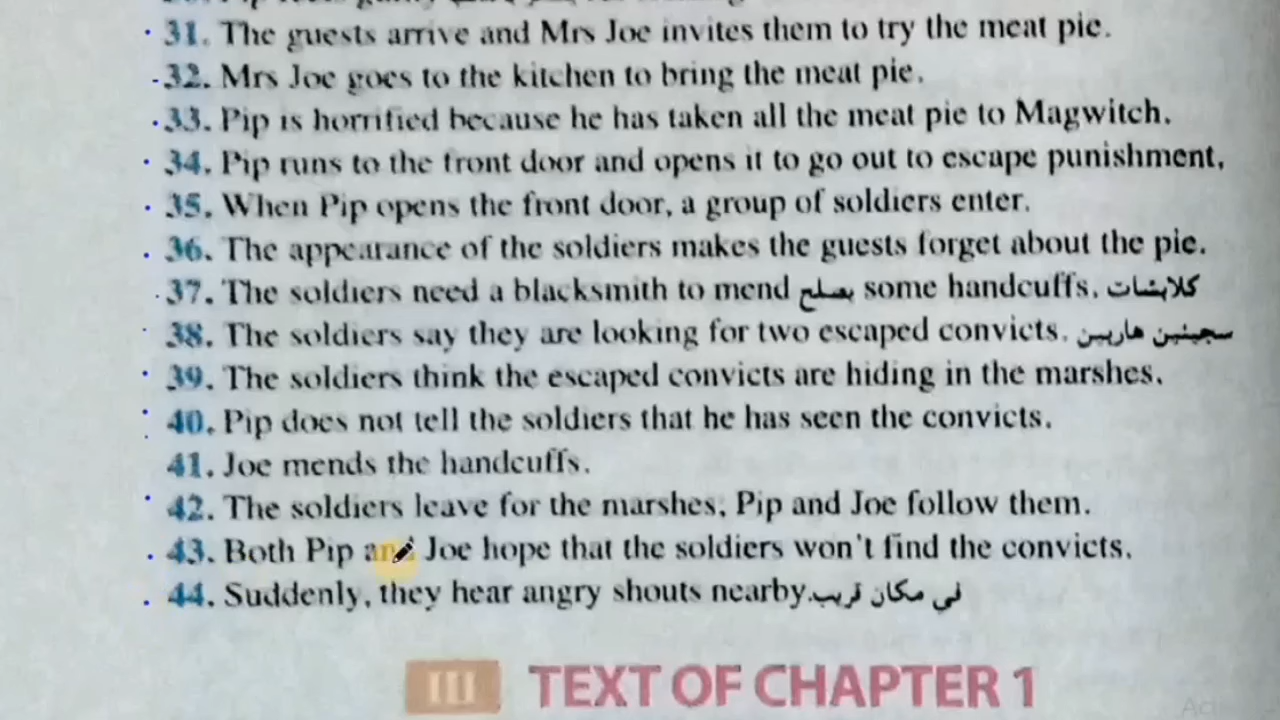 31. The guests arrive and Mrs Joe invites them to try the meat pie.
32. Mrs Joe goes to the kitchen to bring the meat pie.
33. Pip is horrified because he has taken all the meat pie to Magwitch.
34. Pip runs to the front door and opens it to go out to escape punishment,
35. When Pip opens the front door, a group of soldiers enter.
36. The appearance of the soldiers makes the guests forget about the pie.
37. The soldiers need a blacksmith to mend يصلح some handcuffs. كلابشات
38. The soldiers say they are looking for two escaped convicts. سجينين هاربين
39. The soldiers think the escaped convicts are hiding in the marshes.
40. Pip does not tell the soldiers that he has seen the convicts.
41. Joe mends the handcuffs.
42. The soldiers leave for the marshes; Pip and Joe follow them.
43. Both Pip and Joe hope that the soldiers won't find the convicts.
44. Suddenly, they hear angry shouts nearby. في مكان قريب
III TEXT OF CHAPTER 1